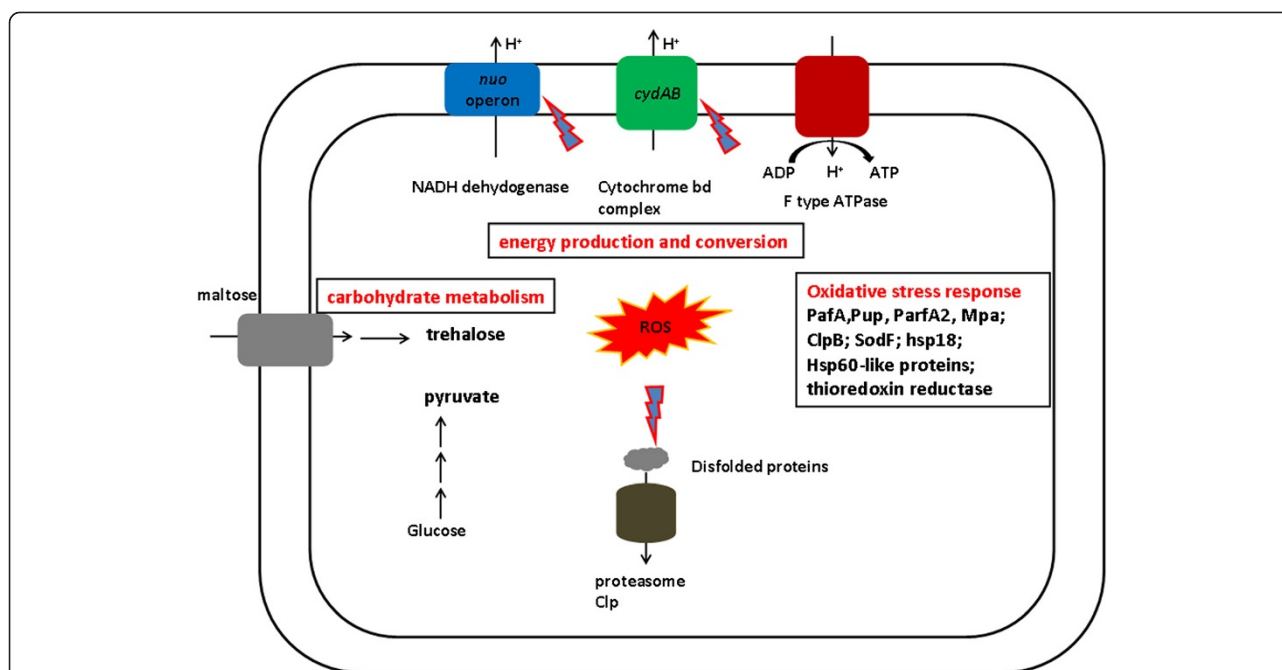 H⁺
H⁺
nuo
operon
cydAB
ADP
H⁺
ATP
NADH dehydogenase
Cytochrome bd
complex
F type ATPase
energy production and conversion
maltose
carbohydrate metabolism
trehalose
pyruvate
Glucose
ROS
Oxidative stress response
PafA,Pup, ParfA2, Mpa;
ClpB; SodF; hsp18;
Hsp60-like proteins;
thioredoxin reductase
Disfolded proteins
proteasome
Clp